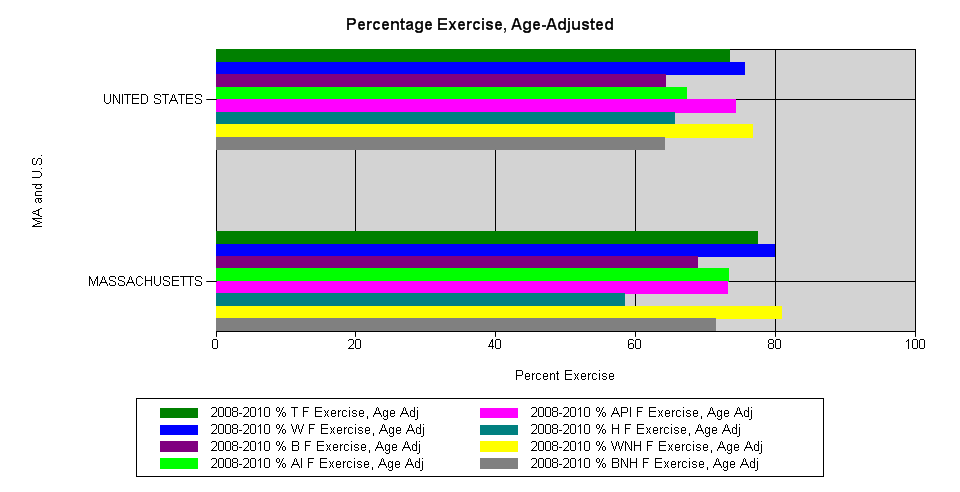 Percentage Exercise, Age-Adjusted
UNITED STATES
MASSACHUSETTS
MA and U.S.
0 20 40 60 80 100
Percent Exercise
2008-2010 % T F Exercise, Age Adj
2008-2010 % W F Exercise, Age Adj
2008-2010 % B F Exercise, Age Adj
2008-2010 % AI F Exercise, Age Adj
2008-2010 % API F Exercise, Age Adj
2008-2010 % H F Exercise, Age Adj
2008-2010 % WNH F Exercise, Age Adj
2008-2010 % BNH F Exercise, Age Adj